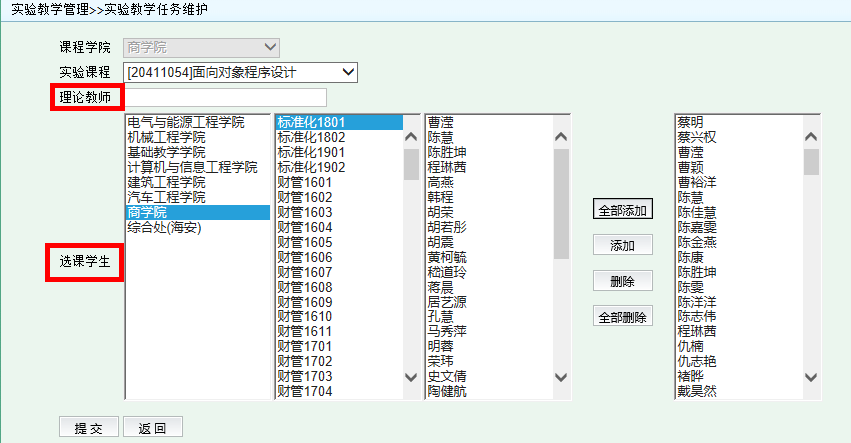 实验教学管理>>实验教学任务维护
课程学院
商学院
实验课程
[20411054]面向对象程序设计
理论教师
选课学生
电气与能源工程学院
机械工程学院
基础教学学院
计算机与信息工程学院
建筑工程学院
汽车工程学院
商学院
综合处(海安)
标准化1801
标准化1802
标准化1901
标准化1902
财管1601
财管1602
财管1603
财管1604
财管1605
财管1606
财管1607
财管1608
财管1609
财管1610
财管1611
财管1701
财管1702
财管1703
财管1704
曹滢
陈慧
陈胜坤
程琳茜
高燕
韩程
胡荣
胡若彤
胡震
黄柯毓
嵇道玲
蒋晨
居艺源
孔慧
马秀萍
明蓉
荣玮
史文倩
陶健航
全部添加
添加
删除
全部删除
蔡明
蔡兴权
曹滢
曹颖
曹裕洋
陈慧
陈佳慧
陈嘉雯
陈金燕
陈康
陈胜坤
陈雯
陈洋洋
陈志伟
程琳茜
仇楠
仇志艳
褚晔
戴昊然
提 交
返 回